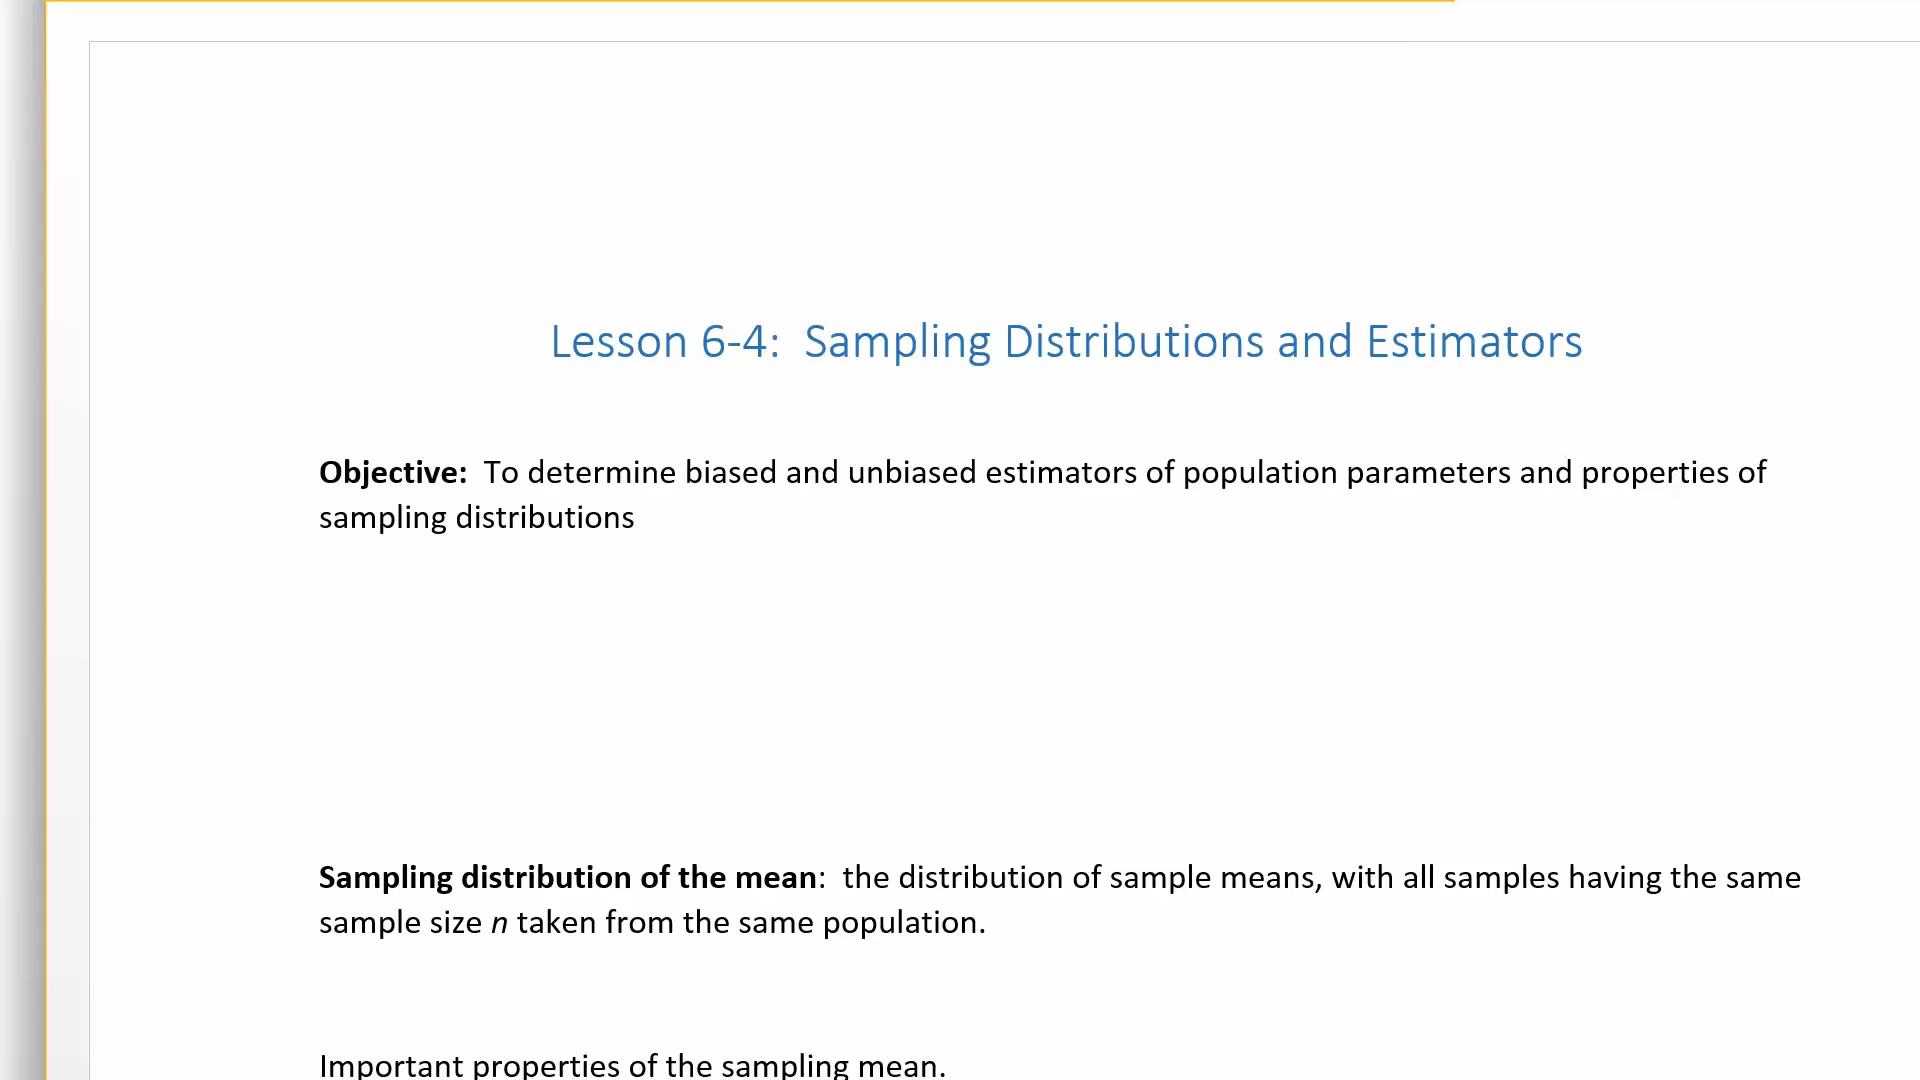 Lesson 6-4:  Sampling Distributions and Estimators
Objective:  To determine biased and unbiased estimators of population parameters and properties of
sampling distributions
Sampling distribution of the mean:  the distribution of sample means, with all samples having the same
sample size n taken from the same population.
Important properties of the sampling mean.